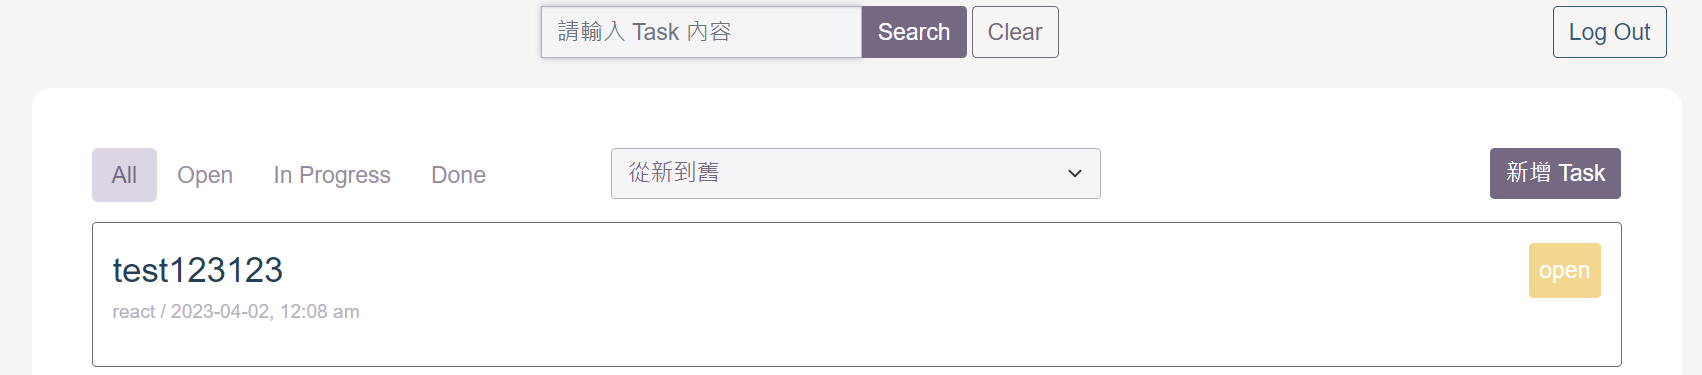 請輸入 Task 內容 Search Clear Log Out
All Open In Progress Done 從新到舊 新增 Task
test123123 open
react / 2023-04-02, 12:08 am